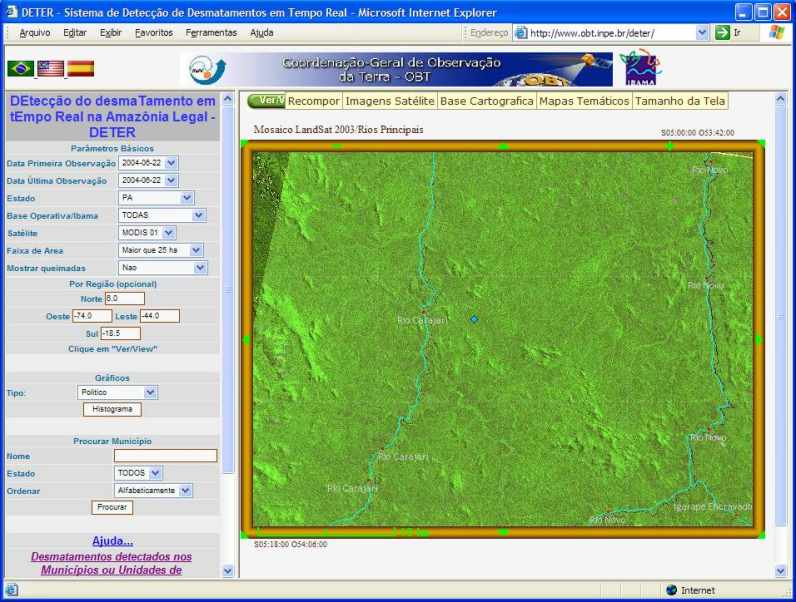 DETER - Sistema de Detecção de Desmatamentos em Tempo Real - Microsoft Internet Explorer
Arquivo Editar Exibir Favoritos Ferramentas Ajuda
Endereço http://www.obt.inpe.br/deter/ Ir
Coordenação-Geral de Observação
da Terra - OBT
OBT
IBAMA
DEtecção do desmaTamento em
tEmpo Real na Amazônia Legal -
DETER
Parâmetros Básicos
Data Primeira Observação 2004-06-22
Data Última Observação 2004-06-22
Estado PA
Base Operativa/Ibama TODAS
Satélite MODIS 01
Faixa de Area Maior que 25 ha
Mostrar queimadas Nao
Por Região (opcional)
Norte 6.0
Oeste -74.0 Leste -44.0
Sul -18.5
Clique em "Ver/View"
Gráficos
Tipo: Politico
Histograma
Procurar Município
Nome
Estado TODOS
Ordenar Alfabeticamente
Procurar
Ajuda...
Desmatamentos detectados nos
Municípios ou Unidades de
Ver/V Recompor Imagens Satélite Base Cartografica Mapas Temáticos Tamanho da Tela
Mosaico LandSat 2003/Rios Principais
S05:00:00 O53:42:00
Rio Novo
Rio Novo
Rio Carajari
Rio Novo
Rio Carajari
Rio Carajari
Igarape Encravado
Rio Novo
S05:18:00 O54:06:00
Internet